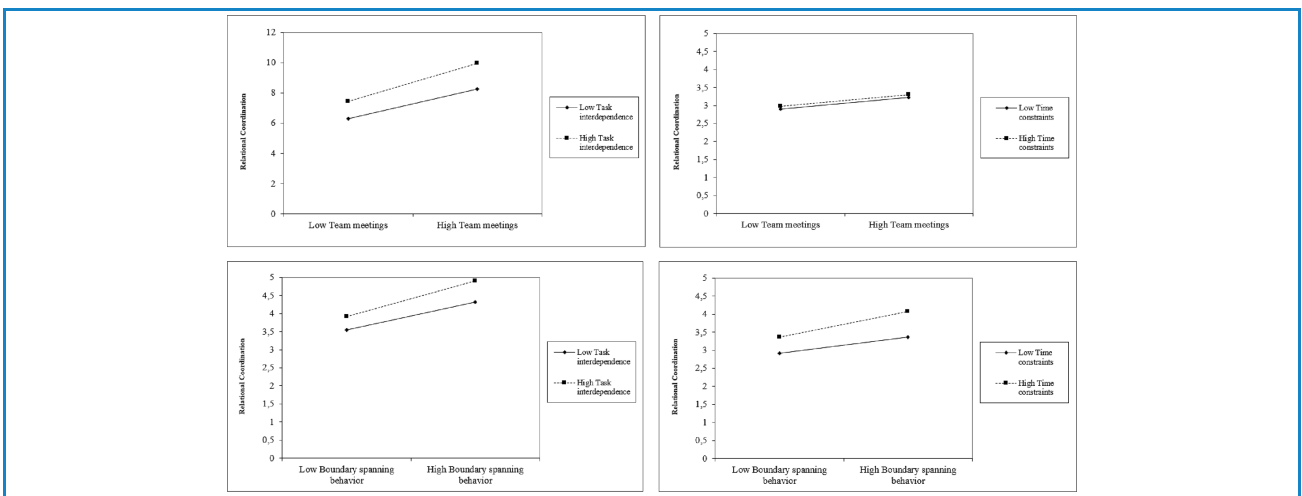 12
10
8
6
4
2
0
Relational Coordination
Low Team meetings
High Team meetings
Low Task
interdependence
High Task
interdependence
5
4,5
4
3,5
3
2,5
2
1,5
1
0,5
0
Relational Coordination
Low Team meetings
High Team meetings
Low Time
constraints
High Time
constraints
5
4,5
4
3,5
3
2,5
2
1,5
1
0,5
0
Relational Coordination
Low Boundary spanning
behavior
High Boundary spanning
behavior
Low Task
interdependence
High Task
interdependence
5
4,5
4
3,5
3
2,5
2
1,5
1
0,5
0
Relational Coordination
Low Boundary spanning
behavior
High Boundary spanning
behavior
Low Time
constraints
High Time
constraints